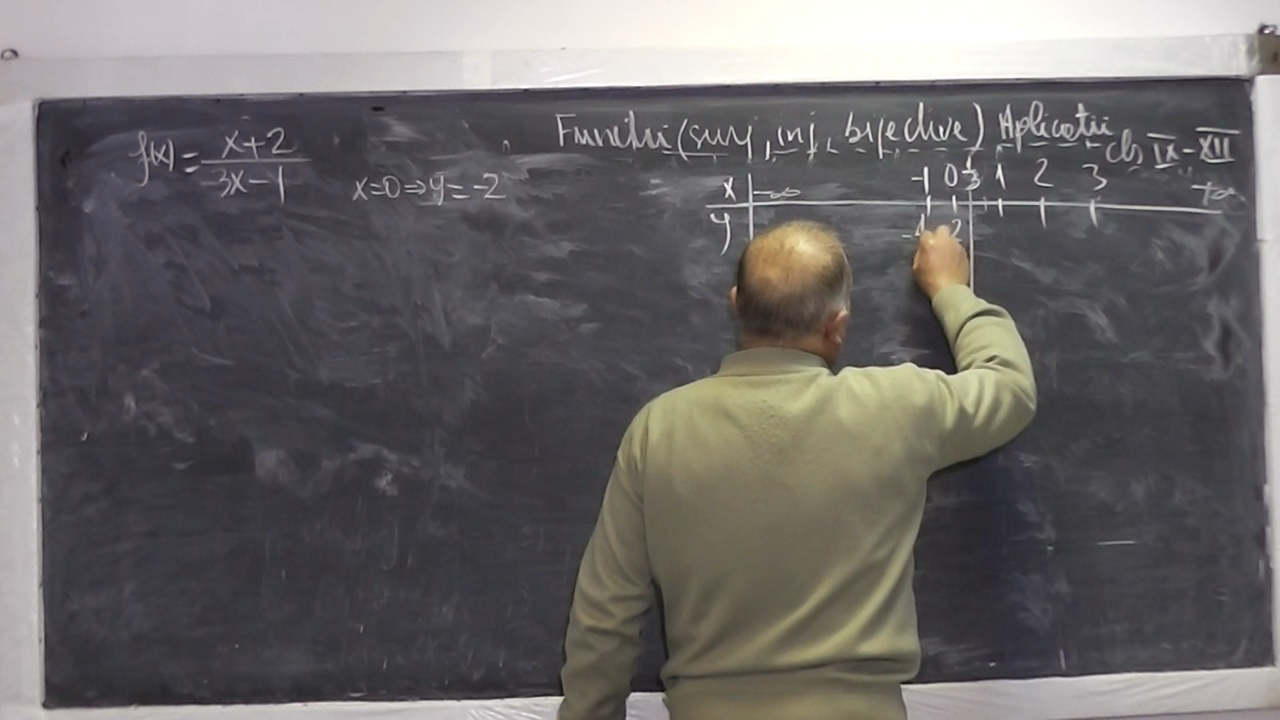 Funcții (surj, inj, bijective) Aplicații cls IX-XII
f(x) = x+2 / 3x-1
x=0 ⇒ y=-2
x | -∞ -1 0 1/3 1 2 3 +∞
y